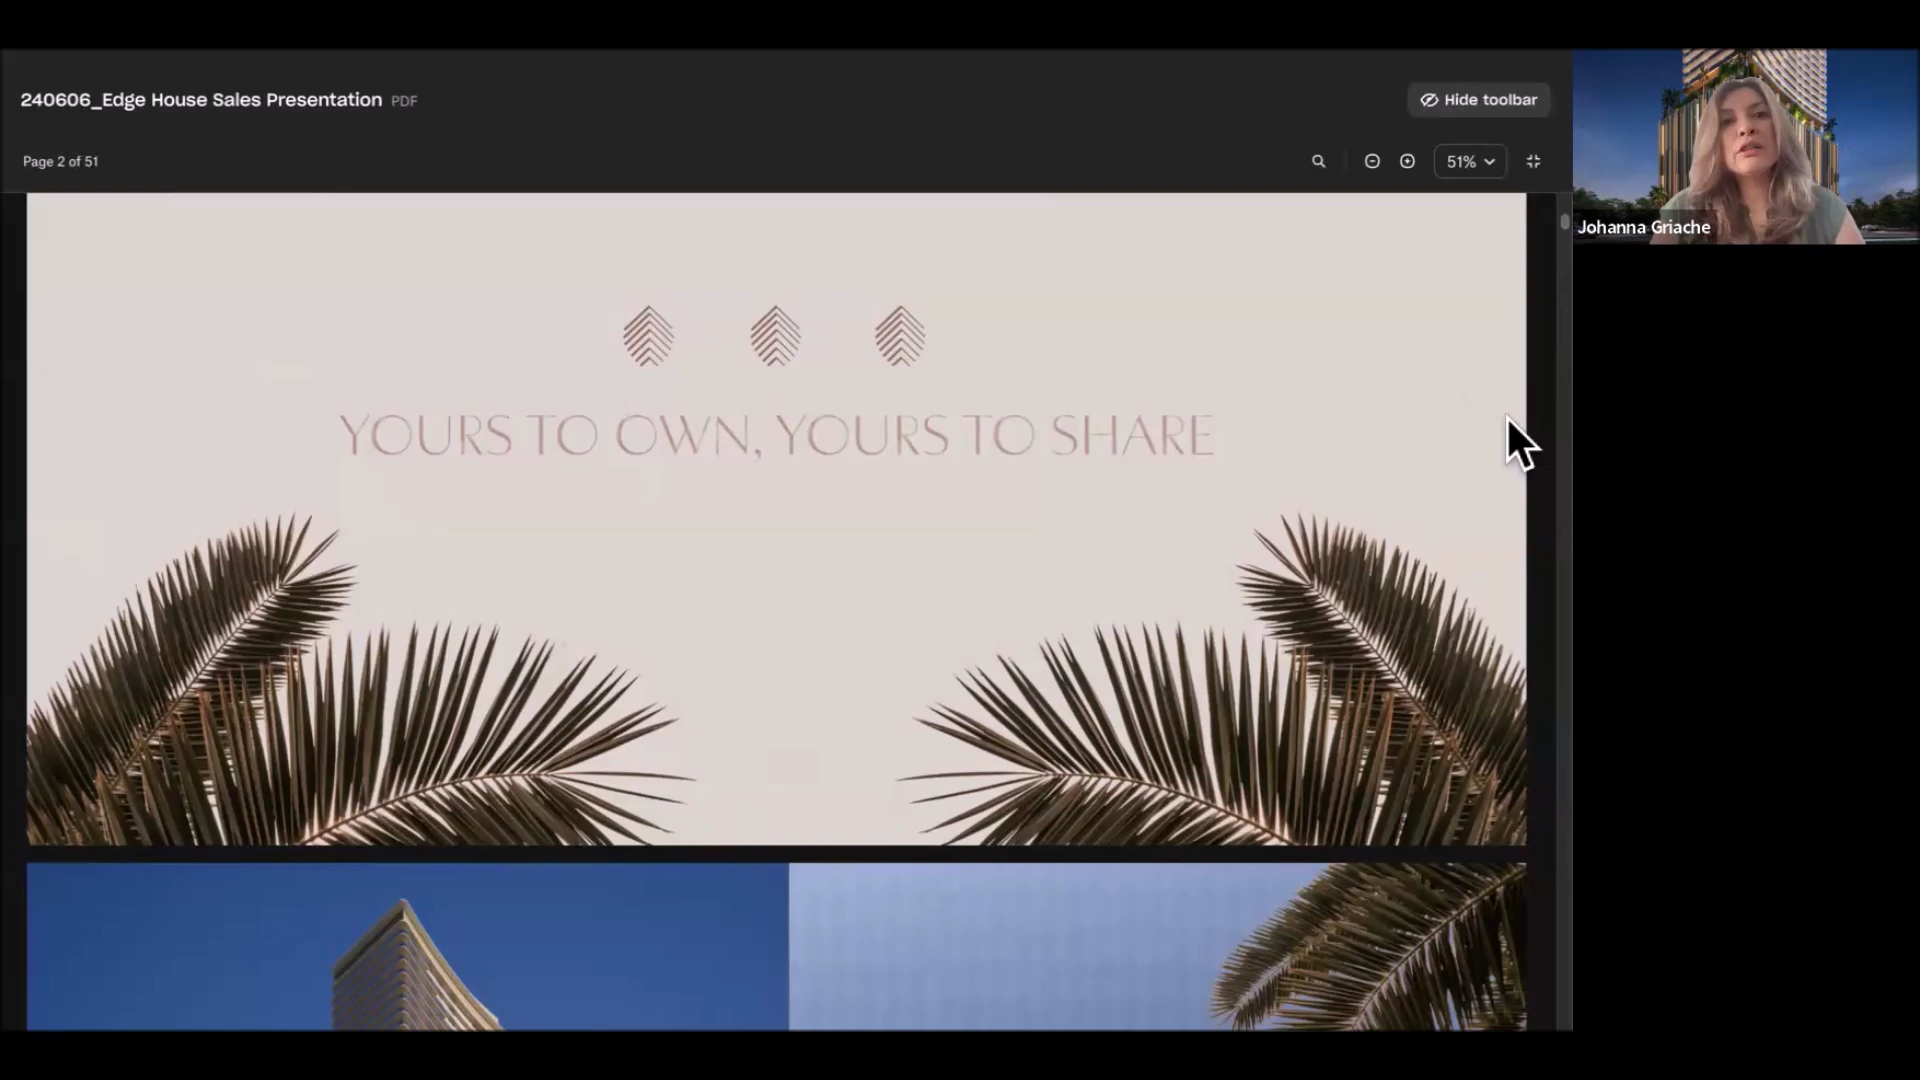 240606_Edge House Sales Presentation PDF
Hide toolbar
Page 2 of 51
51%
YOURS TO OWN, YOURS TO SHARE
Johanna Griache